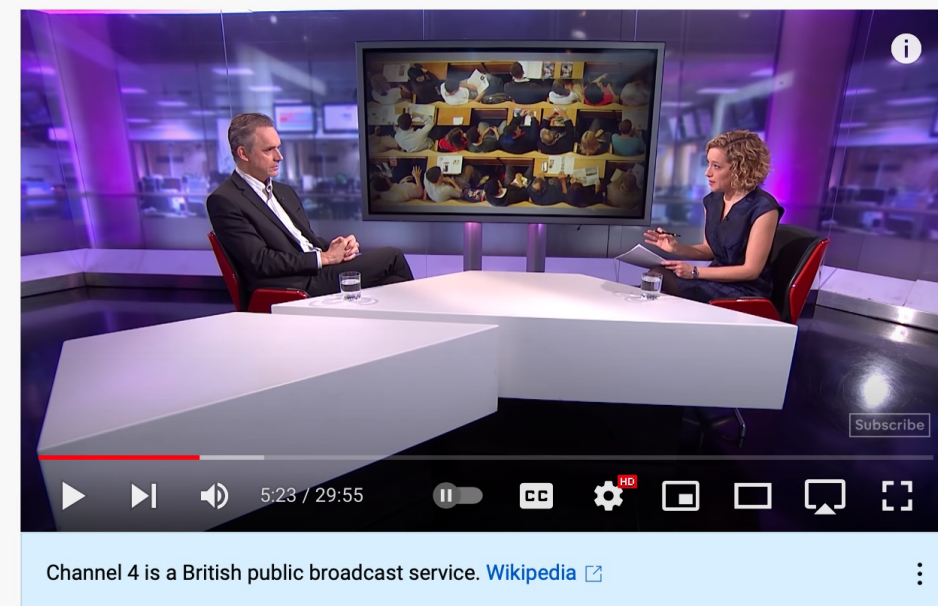 Subscribe
5:23 / 29:55
CC
HD
Channel 4 is a British public broadcast service. Wikipedia